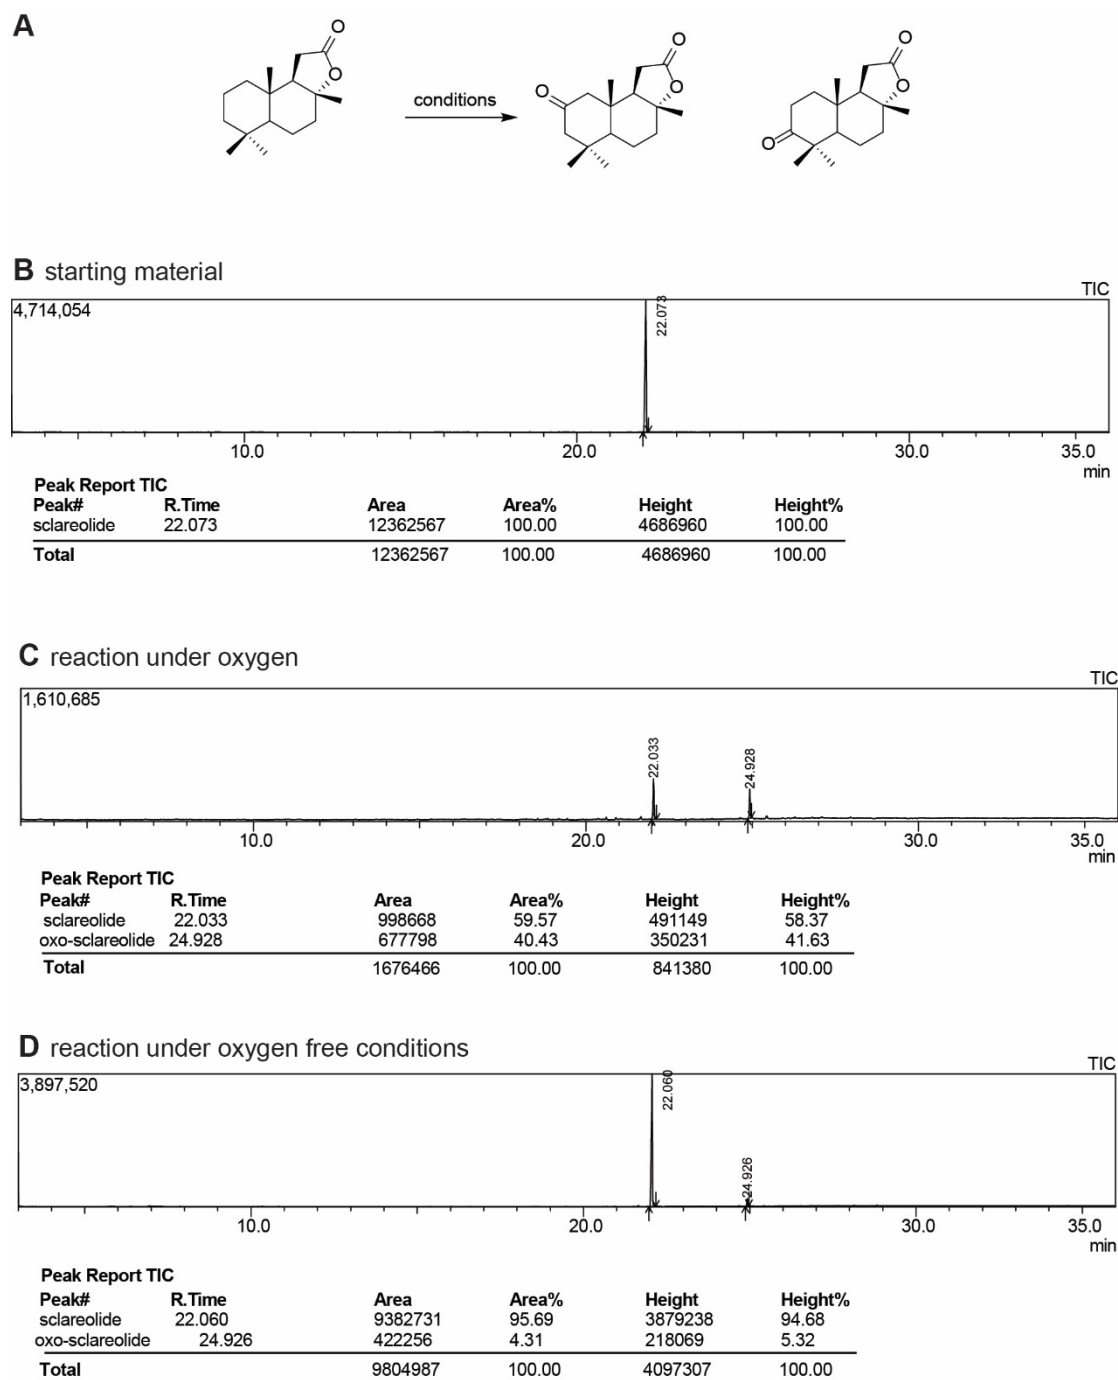 A
O
O
conditions
O
O
O
O
O
O
B starting material
TIC
4,714,054
22.073
10.0 20.0 30.0 35.0
min
Peak Report TIC
Peak# R.Time Area Area% Height Height%
sclareolide 22.073 12362567 100.00 4686960 100.00
Total 12362567 100.00 4686960 100.00
C reaction under oxygen
TIC
1,610,685
22.033
24.928
10.0 20.0 30.0 35.0
min
Peak Report TIC
Peak# R.Time Area Area% Height Height%
sclareolide 22.033 998668 59.57 491149 58.37
oxo-sclareolide 24.928 677798 40.43 350231 41.63
Total 1676466 100.00 841380 100.00
D reaction under oxygen free conditions
TIC
3,897,520
22.060
24.926
10.0 20.0 30.0 35.0
min
Peak Report TIC
Peak# R.Time Area Area% Height Height%
sclareolide 22.060 9382731 95.69 3879238 94.68
oxo-sclareolide 24.926 422256 4.31 218069 5.32
Total 9804987 100.00 4097307 100.00